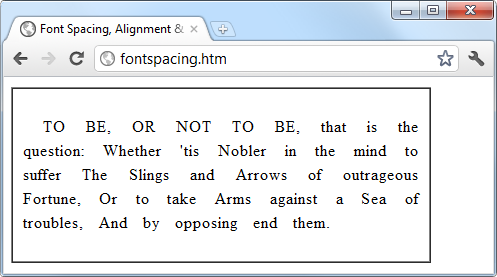 Font Spacing, Alignment &
fontspacing.htm
TO BE, OR NOT TO BE, that is the
question: Whether 'tis Nobler in the mind to
suffer The Slings and Arrows of outrageous
Fortune, Or to take Arms against a Sea of
troubles, And by opposing end them.